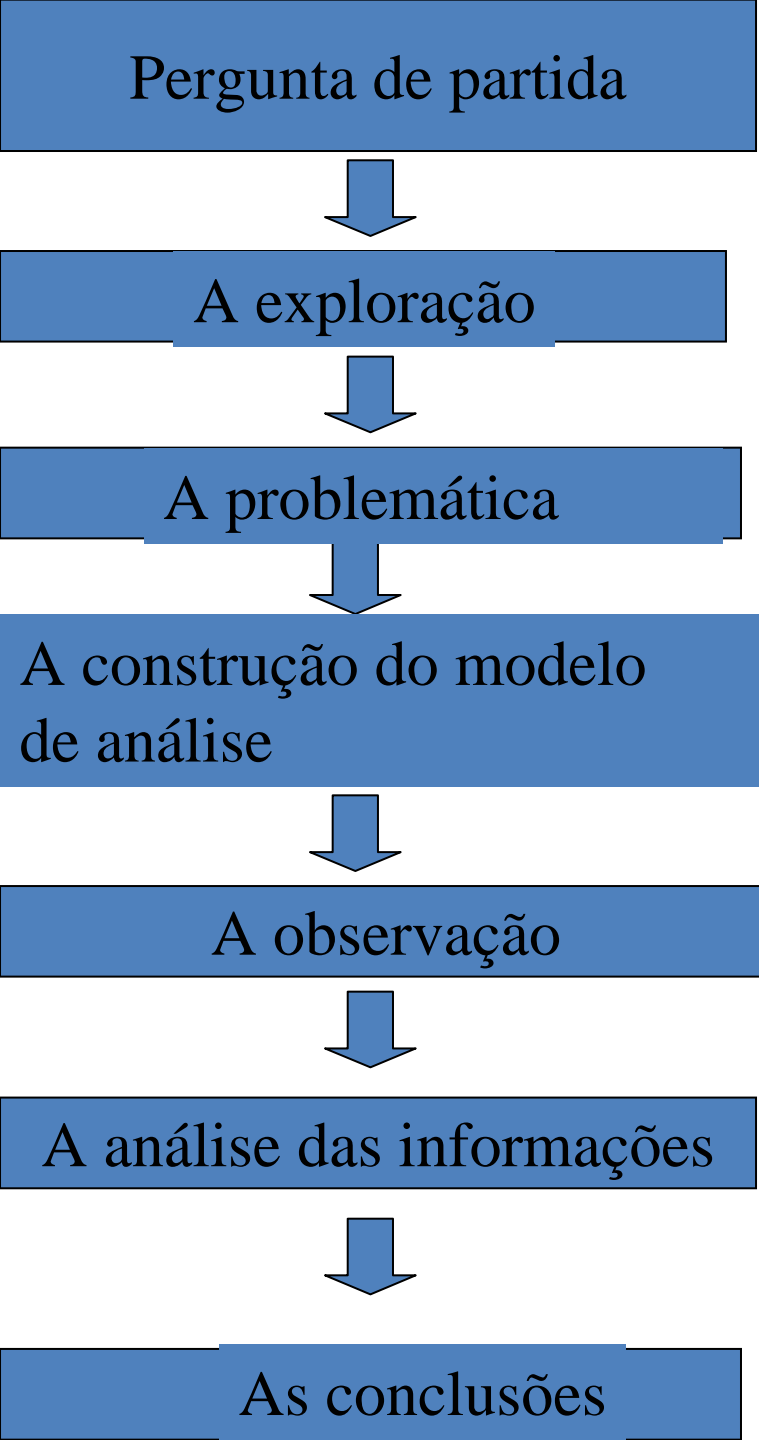 Pergunta de partida
A exploração
A problemática
A construção do modelo
de análise
A observação
A análise das informações
As conclusões